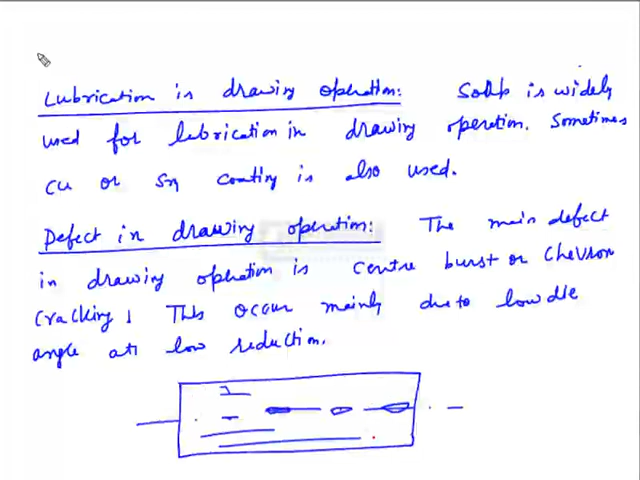 Lubrication in drawing operation: Soap is widely
used for lubrication in drawing operation. Sometimes
Cu or Sn coating is also used.
Defect in drawing operation: The main defect
in drawing operation is centre burst or Chevron
Cracking. This occur mainly due to low die
angle at low reduction.